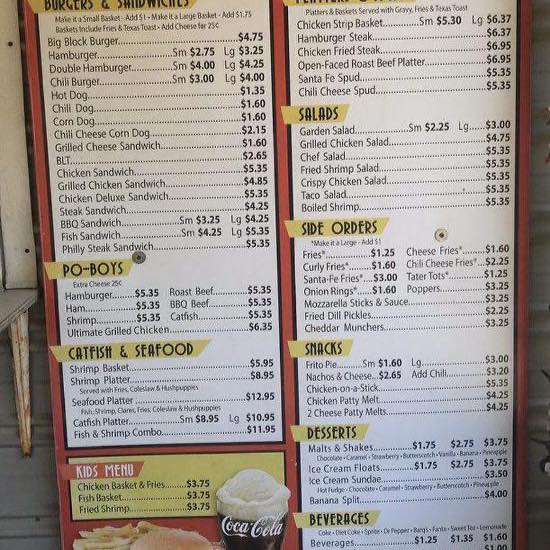 BURGERS & SANDWICHES
Make it a Small Basket - Add $1 • Make it a Large Basket - Add $1.75
Baskets Include Fries & Texas Toast • Add Cheese for 25¢
Big Block Burger $4.75
Hamburger Sm $2.75 Lg $3.25
Double Hamburger Sm $4.00 Lg $4.25
Chili Burger Sm $3.00 Lg $4.00
Hot Dog $1.35
Chili Dog $1.60
Corn Dog $1.60
Chili Cheese Corn Dog $2.15
Grilled Cheese Sandwich $1.60
BLT $2.65
Chicken Sandwich $5.35
Grilled Chicken Sandwich $4.85
Chicken Deluxe Sandwich $5.35
Steak Sandwich $4.25
BBQ Sandwich Sm $3.25 Lg $4.25
Fish Sandwich Sm $4.25 Lg $5.35
Philly Steak Sandwich $5.35
PO-BOYS
Extra Cheese 25¢
Hamburger $5.35 Roast Beef $5.35
Ham $5.35 BBQ Beef $5.35
Shrimp $5.35 Catfish $5.35
Ultimate Grilled Chicken $6.35
CATFISH & SEAFOOD
Shrimp Basket $5.95
Shrimp Platter $8.95
Served with Fries, Coleslaw & Hushpuppies
Seafood Platter $12.95
Fish, Shrimp, Clams, Fries, Coleslaw & Hushpuppies
Catfish Platter Sm $8.95 Lg $10.95
Fish & Shrimp Combo $11.95
KIDS MENU
Chicken Basket & Fries $3.75
Fish Basket $3.75
Fried Shrimp $3.75
Coca-Cola
Platters & Baskets Served with Gravy, Fries & Texas Toast
Chicken Strip Basket Sm $5.30 Lg $6.37
Hamburger Steak $6.37
Chicken Fried Steak $6.95
Open-Faced Roast Beef Platter $6.95
Santa Fe Spud $5.35
Chili Cheese Spud $5.35
SALADS
Garden Salad Sm $2.25 Lg $3.00
Grilled Chicken Salad $4.75
Chef Salad $5.35
Fried Shrimp Salad $5.35
Crispy Chicken Salad $5.35
Taco Salad $5.35
Boiled Shrimp $5.35
SIDE ORDERS
*Make it a Large - Add $1
Fries* $1.25 Cheese Fries* $1.60
Curly Fries* $1.60 Chili Cheese Fries* $2.25
Santa-Fe Fries* $3.00 Tater Tots* $1.25
Onion Rings* $1.60 Poppers $3.25
Mozzarella Sticks & Sauce $3.25
Fried Dill Pickles $2.25
Cheddar Munchers $3.25
SNACKS
Frito Pie Sm $1.60 Lg $3.00
Nachos & Cheese $2.65 Add Chili $3.20
Chicken-on-a-Stick $5.35
Chicken Patty Melt $4.25
2 Cheese Patty Melts $4.25
DESSERTS
Malts & Shakes $1.75 $2.75 $3.75
Chocolate • Caramel • Strawberry • Butterscotch • Vanilla • Banana • Pineapple
Ice Cream Floats $1.75 $2.75 $3.75
Ice Cream Sundae $3.50
Hot Fudge • Chocolate • Caramel • Strawberry • Butterscotch • Pineapple
Banana Split $4.00
BEVERAGES
Coke • Diet Coke • Sprite • Dr Pepper • Barq's • Fanta • Sweet Tea • Lemonade
Beverages $1.25 $1.35 $1.60